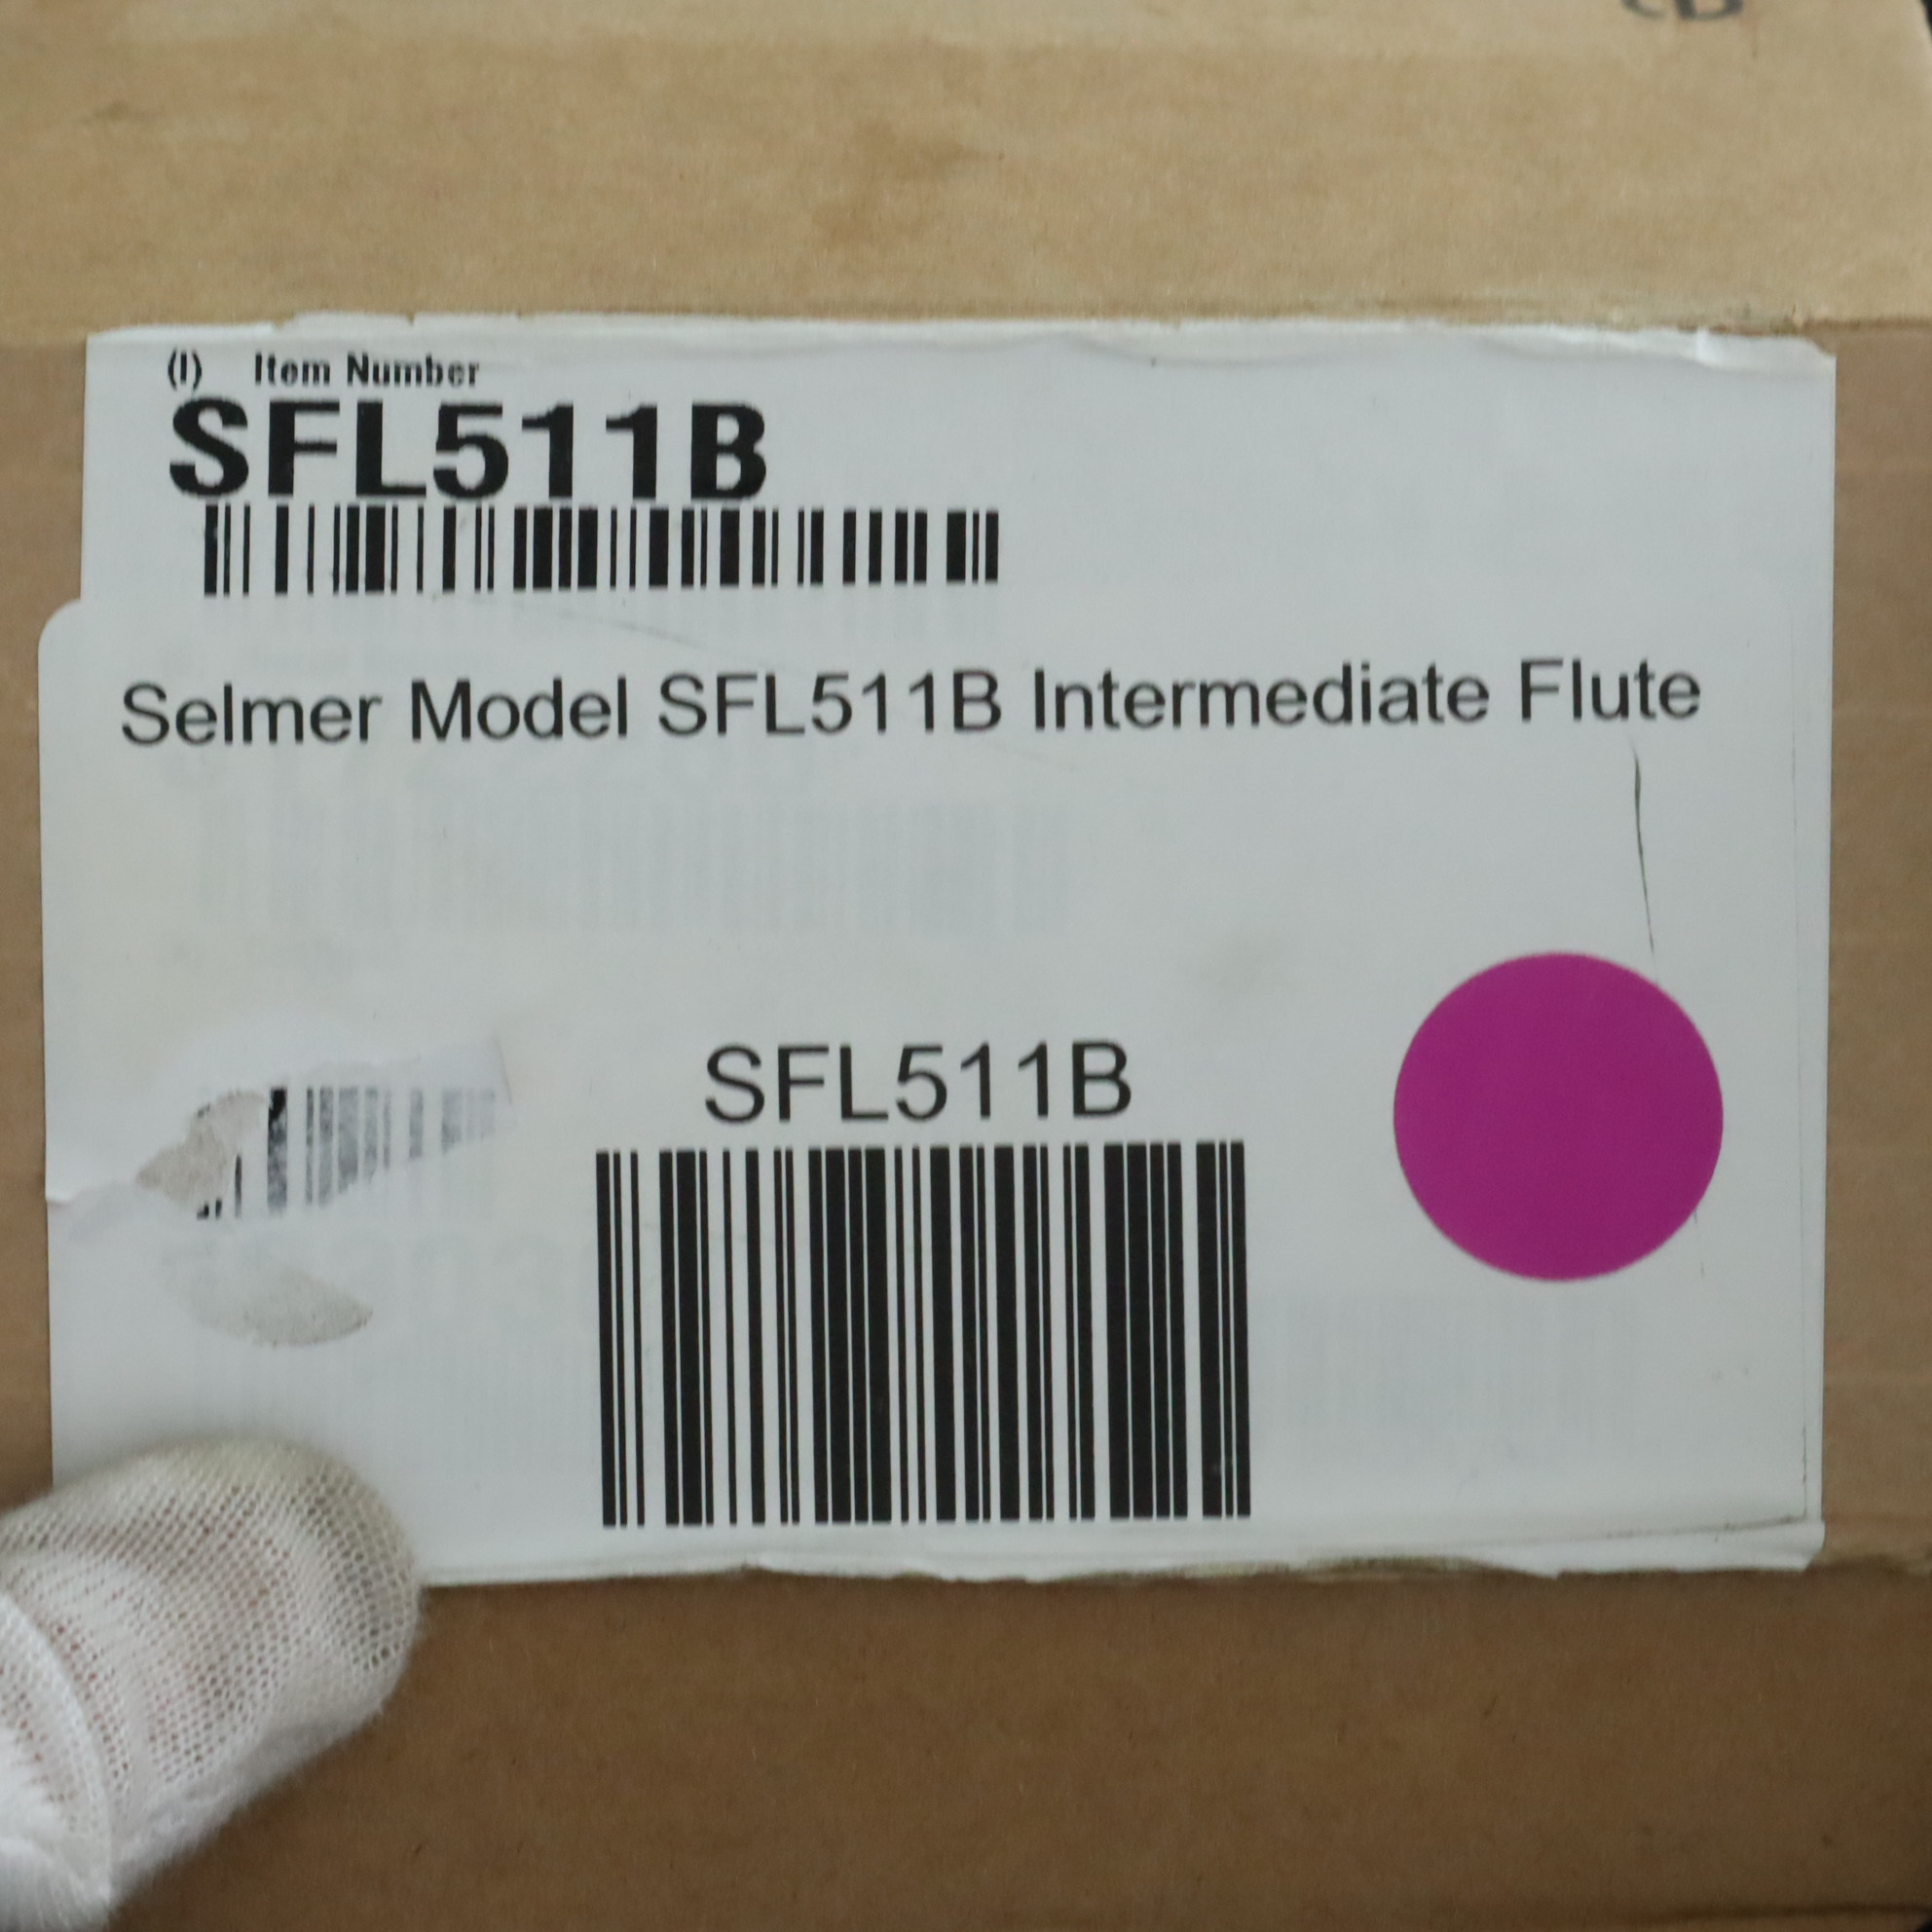 (I) Item Number
SFL511B
Selmer Model SFL511B Intermediate Flute
SFL511B